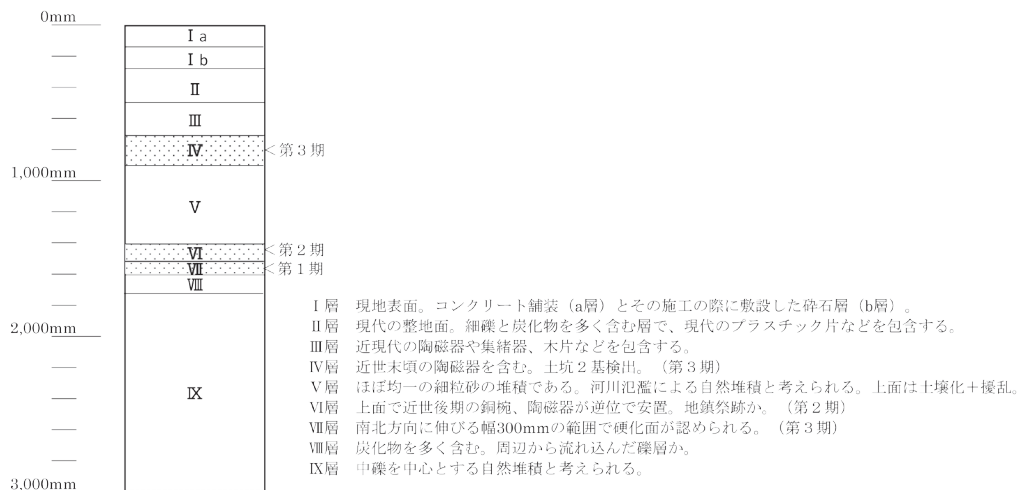 0mm
Ⅰa
Ⅰb
Ⅱ
Ⅲ
Ⅳ
<第3期
1,000mm
Ⅴ
Ⅵ
<第2期
Ⅶ
<第1期
Ⅷ
Ⅰ層 現地表面。コンクリート舗装(a層)とその施工の際に敷設した砕石層(b層)。
Ⅱ層 現代の整地面。細礫と炭化物を多く含む層で、現代のプラスチック片などを包含する。
2,000mm
Ⅲ層 近現代の陶磁器や集緒器、木片などを包含する。
Ⅳ層 近世末頃の陶磁器を含む。土坑2基検出。(第3期)
Ⅸ
Ⅴ層 ほぼ均一の細粒砂の堆積である。河川氾濫による自然堆積と考えられる。上面は土壌化+擾乱。
Ⅵ層 上面で近世後期の銅椀、陶磁器が逆位で安置。地鎮祭跡か。(第2期)
Ⅶ層 南北方向に伸びる幅300mmの範囲で硬化面が認められる。(第3期)
Ⅷ層 炭化物を多く含む。周辺から流れ込んだ礫層か。
Ⅸ層 中礫を中心とする自然堆積と考えられる。
3,000mm